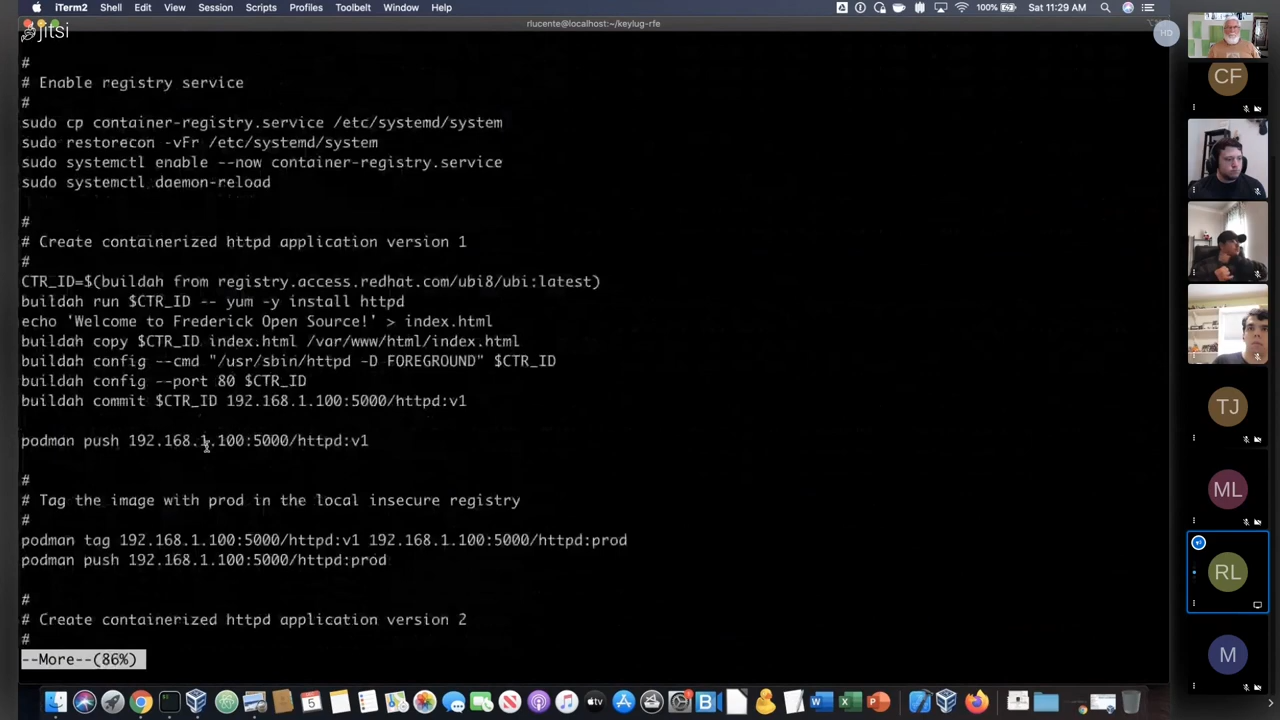 iTerm2 Shell Edit View Session Scripts Profiles Toolbelt Window Help 100% Sat 11:29 AM
rlucente@localhost:~/keylug-rfe
jitsi
HD
#
# Enable registry service
#
sudo cp container-registry.service /etc/systemd/system
sudo restorecon -vFr /etc/systemd/system
sudo systemctl enable --now container-registry.service
sudo systemctl daemon-reload
#
# Create containerized httpd application version 1
#
CTR_ID=$(buildah from registry.access.redhat.com/ubi8/ubi:latest)
buildah run $CTR_ID -- yum -y install httpd
echo 'Welcome to Frederick Open Source!' > index.html
buildah copy $CTR_ID index.html /var/www/html/index.html
buildah config --cmd "/usr/sbin/httpd -D FOREGROUND" $CTR_ID
buildah config --port 80 $CTR_ID
buildah commit $CTR_ID 192.168.1.100:5000/httpd:v1
podman push 192.168.1.100:5000/httpd:v1
#
# Tag the image with prod in the local insecure registry
#
podman tag 192.168.1.100:5000/httpd:v1 192.168.1.100:5000/httpd:prod
podman push 192.168.1.100:5000/httpd:prod
#
# Create containerized httpd application version 2
#
--More--(86%)
CF
TJ
ML
RL
M